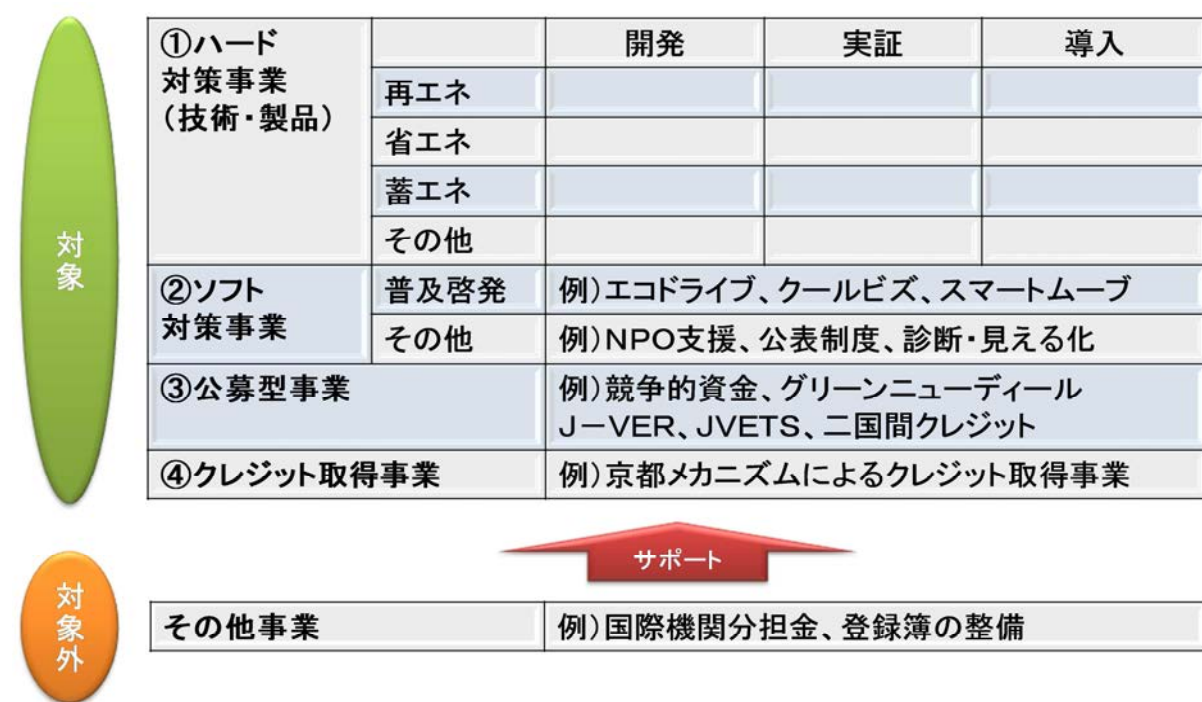 対象
①ハード
対策事業
(技術・製品)
開発 実証 導入
再エネ
省エネ
蓄エネ
その他
②ソフト
対策事業
普及啓発 例)エコドライブ、クールビズ、スマートムーブ
その他 例)NPO支援、公表制度、診断・見える化
③公募型事業 例)競争的資金、グリーンニューディール
J-VER、JVETS、二国間クレジット
④クレジット取得事業 例)京都メカニズムによるクレジット取得事業
サポート
対象外
その他事業 例)国際機関分担金、登録簿の整備